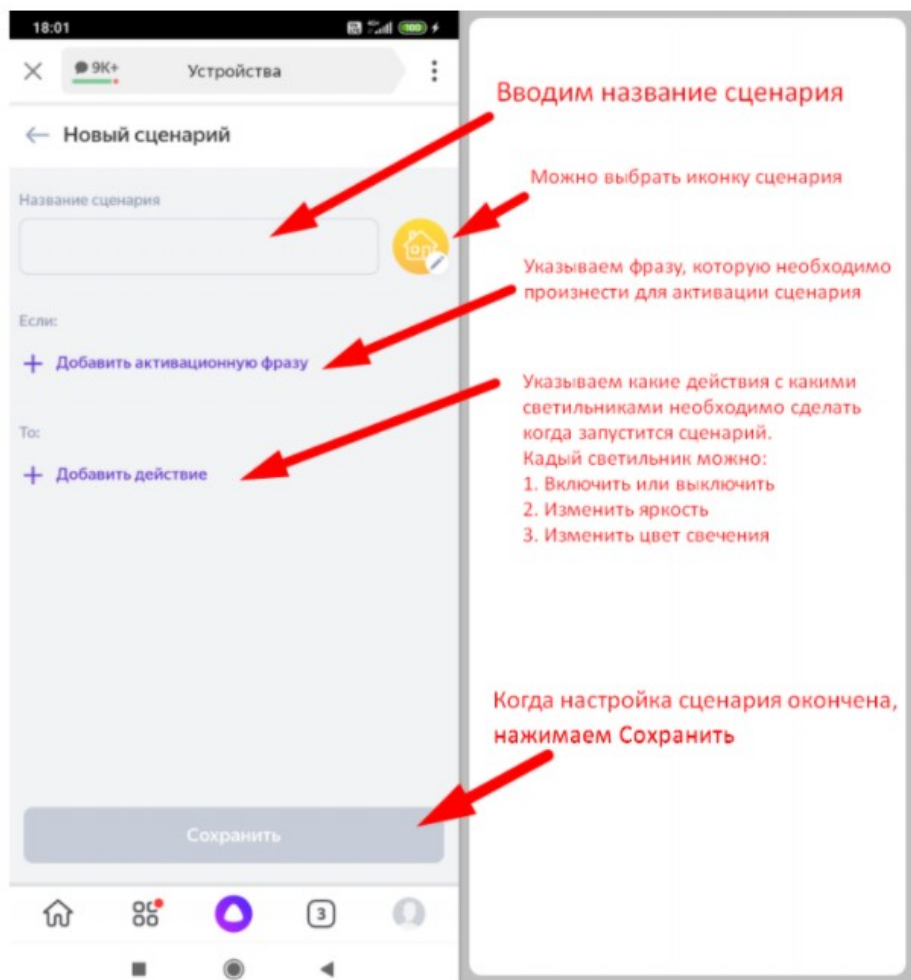 18:01
100
9K+
Устройства
Новый сценарий
Название сценария
Если:
+ Добавить активационную фразу
То:
+ Добавить действие
Сохранить
3
Вводим название сценария
Можно выбрать иконку сценария
Указываем фразу, которую необходимо
произнести для активации сценария
Указываем какие действия с какими
светильниками необходимо сделать
когда запустится сценарий.
Кадый светильник можно:
1. Включить или выключить
2. Изменить яркость
3. Изменить цвет свечения
Когда настройка сценария окончена,
нажимаем Сохранить